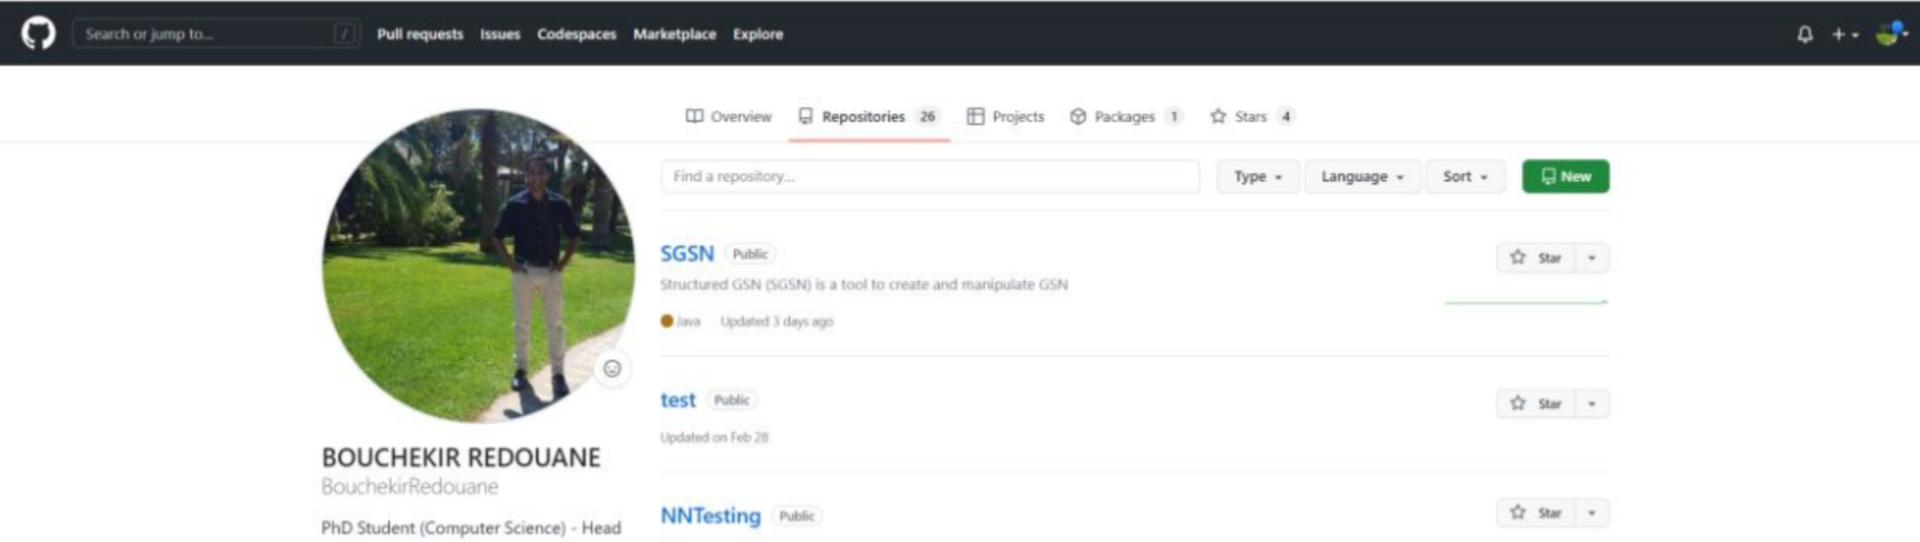 Search or jump to... /
Pull requests Issues Codespaces Marketplace Explore
Overview Repositories 26 Projects Packages 1 Stars 4
Find a repository... Type Language Sort New
SGSN Public Star
Structured GSN (SGSN) is a tool to create and manipulate GSN
Java Updated 3 days ago
test Public Star
Updated on Feb 28
BOUCHEKIR REDOUANE
BouchekirRedouane
NNTesting Public Star
PhD Student (Computer Science) - Head